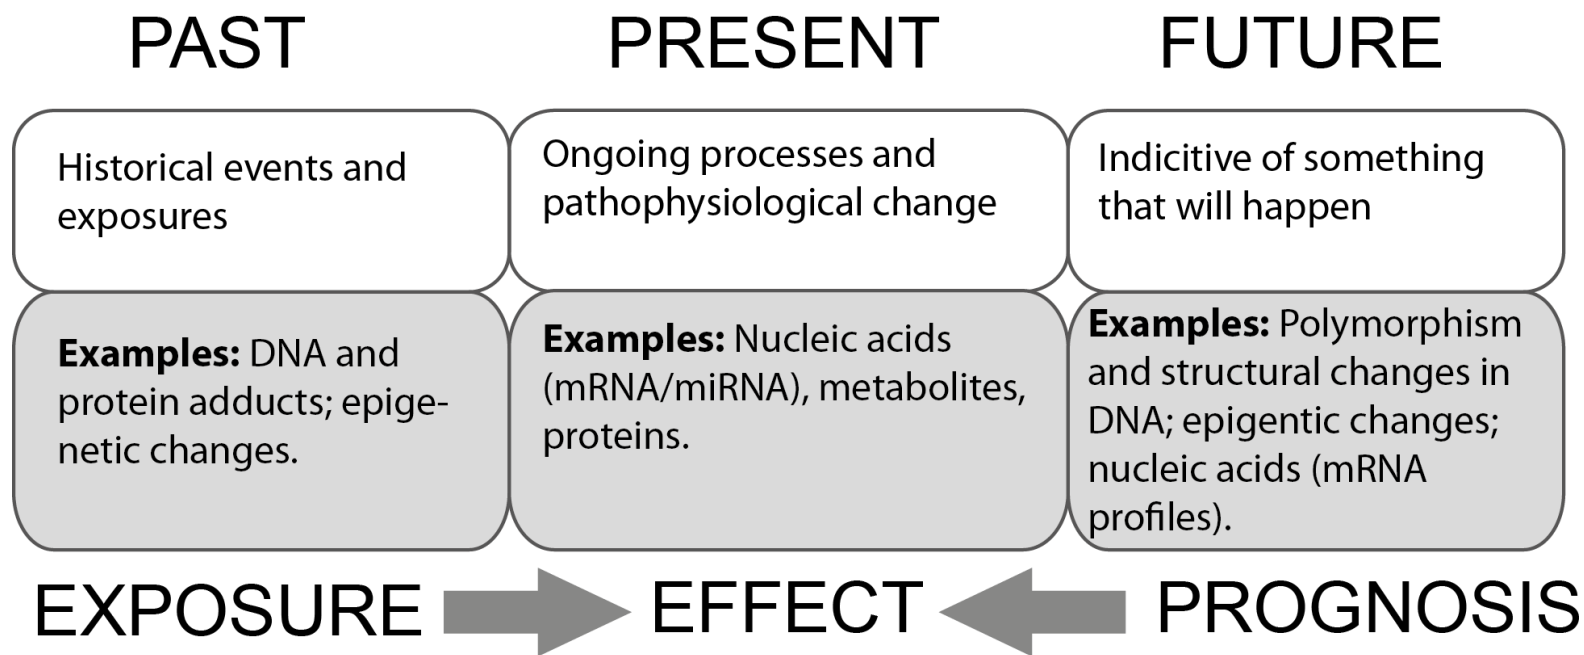 PAST
PRESENT
FUTURE
Historical events and
exposures
Ongoing processes and
pathophysiological change
Indicitive of something
that will happen
Examples: DNA and
protein adducts; epige-
netic changes.
Examples: Nucleic acids
(mRNA/miRNA), metabolites,
proteins.
Examples: Polymorphism
and structural changes in
DNA; epigentic changes;
nucleic acids (mRNA
profiles).
EXPOSURE
EFFECT
PROGNOSIS